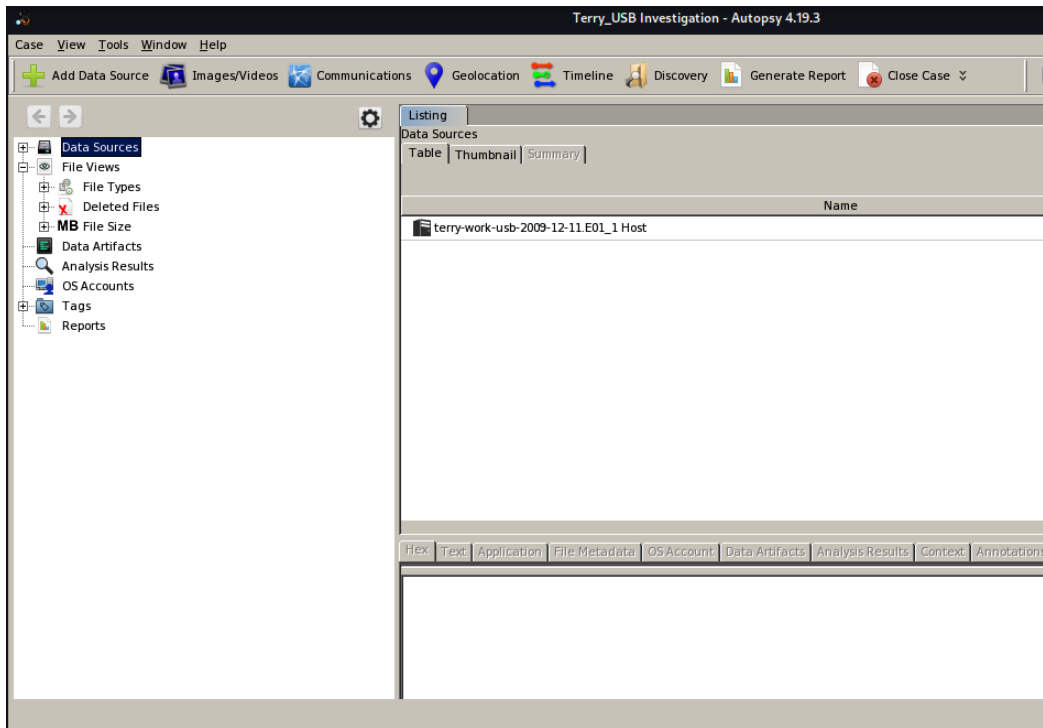 Terry_USB Investigation - Autopsy 4.19.3
Case View Tools Window Help
Add Data Source Images/Videos Communications Geolocation Timeline Discovery Generate Report Close Case
Data Sources
File Views
File Types
Deleted Files
MB File Size
Data Artifacts
Analysis Results
OS Accounts
Tags
Reports
Listing
Data Sources
Table Thumbnail Summary
Name
terry-work-usb-2009-12-11.E01_1 Host
Hex Text Application File Metadata OS Account Data Artifacts Analysis Results Context Annotations